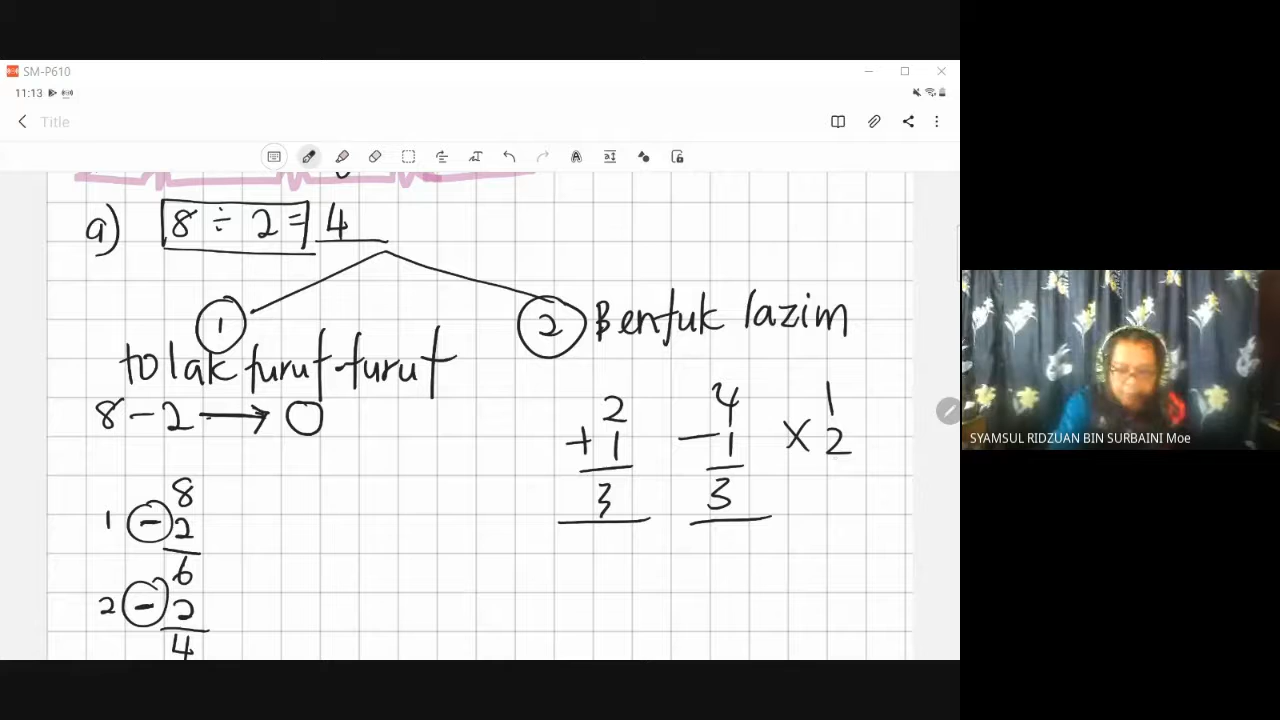 SM-P610
11:13
Title
a) 8 ÷ 2 = 4
1
tolak turut-turut
8 - 2 → 0
1 - 8
2
6
2 - 2
4
2 Bentuk lazim
2
+ 1
3
4
- 1
3
1
× 2
SYAMSUL RIDZUAN BIN SURBAINI Moe